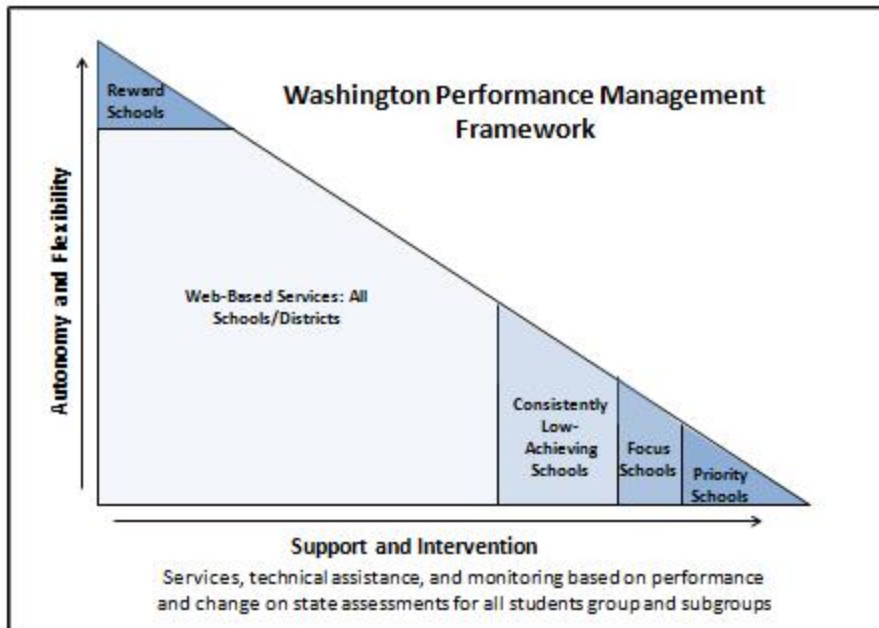 Washington Performance Management
Framework
Reward
Schools
Autonomy and Flexibility
Web-Based Services: All
Schools/Districts
Consistently
Low-
Achieving
Schools
Focus
Schools
Priority
Schools
Support and Intervention
Services, technical assistance, and monitoring based on performance
and change on state assessments for all students group and subgroups